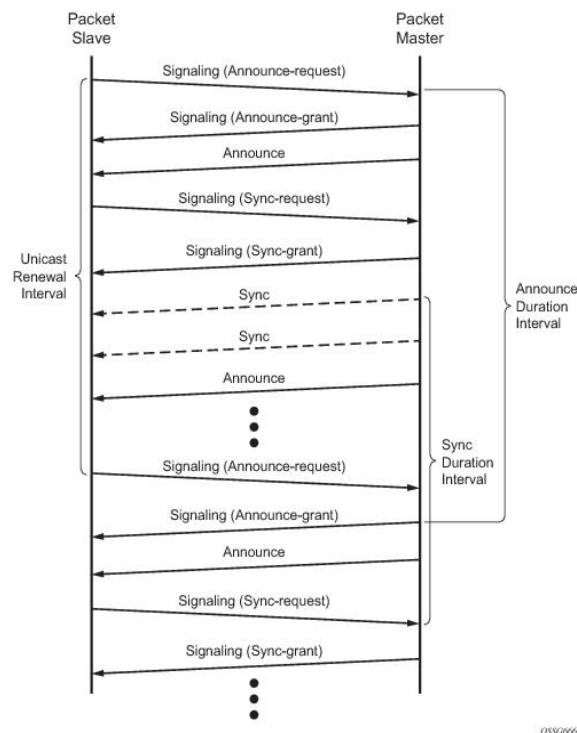 Packet
Slave
Packet
Master
Signaling (Announce-request)
Signaling (Announce-grant)
Announce
Signaling (Sync-request)
Signaling (Sync-grant)
Unicast
Renewal
Interval
Sync
Announce
Duration
Interval
Sync
Announce
Sync
Duration
Interval
Signaling (Announce-request)
Signaling (Announce-grant)
Announce
Signaling (Sync-request)
Signaling (Sync-grant)
OSSG666